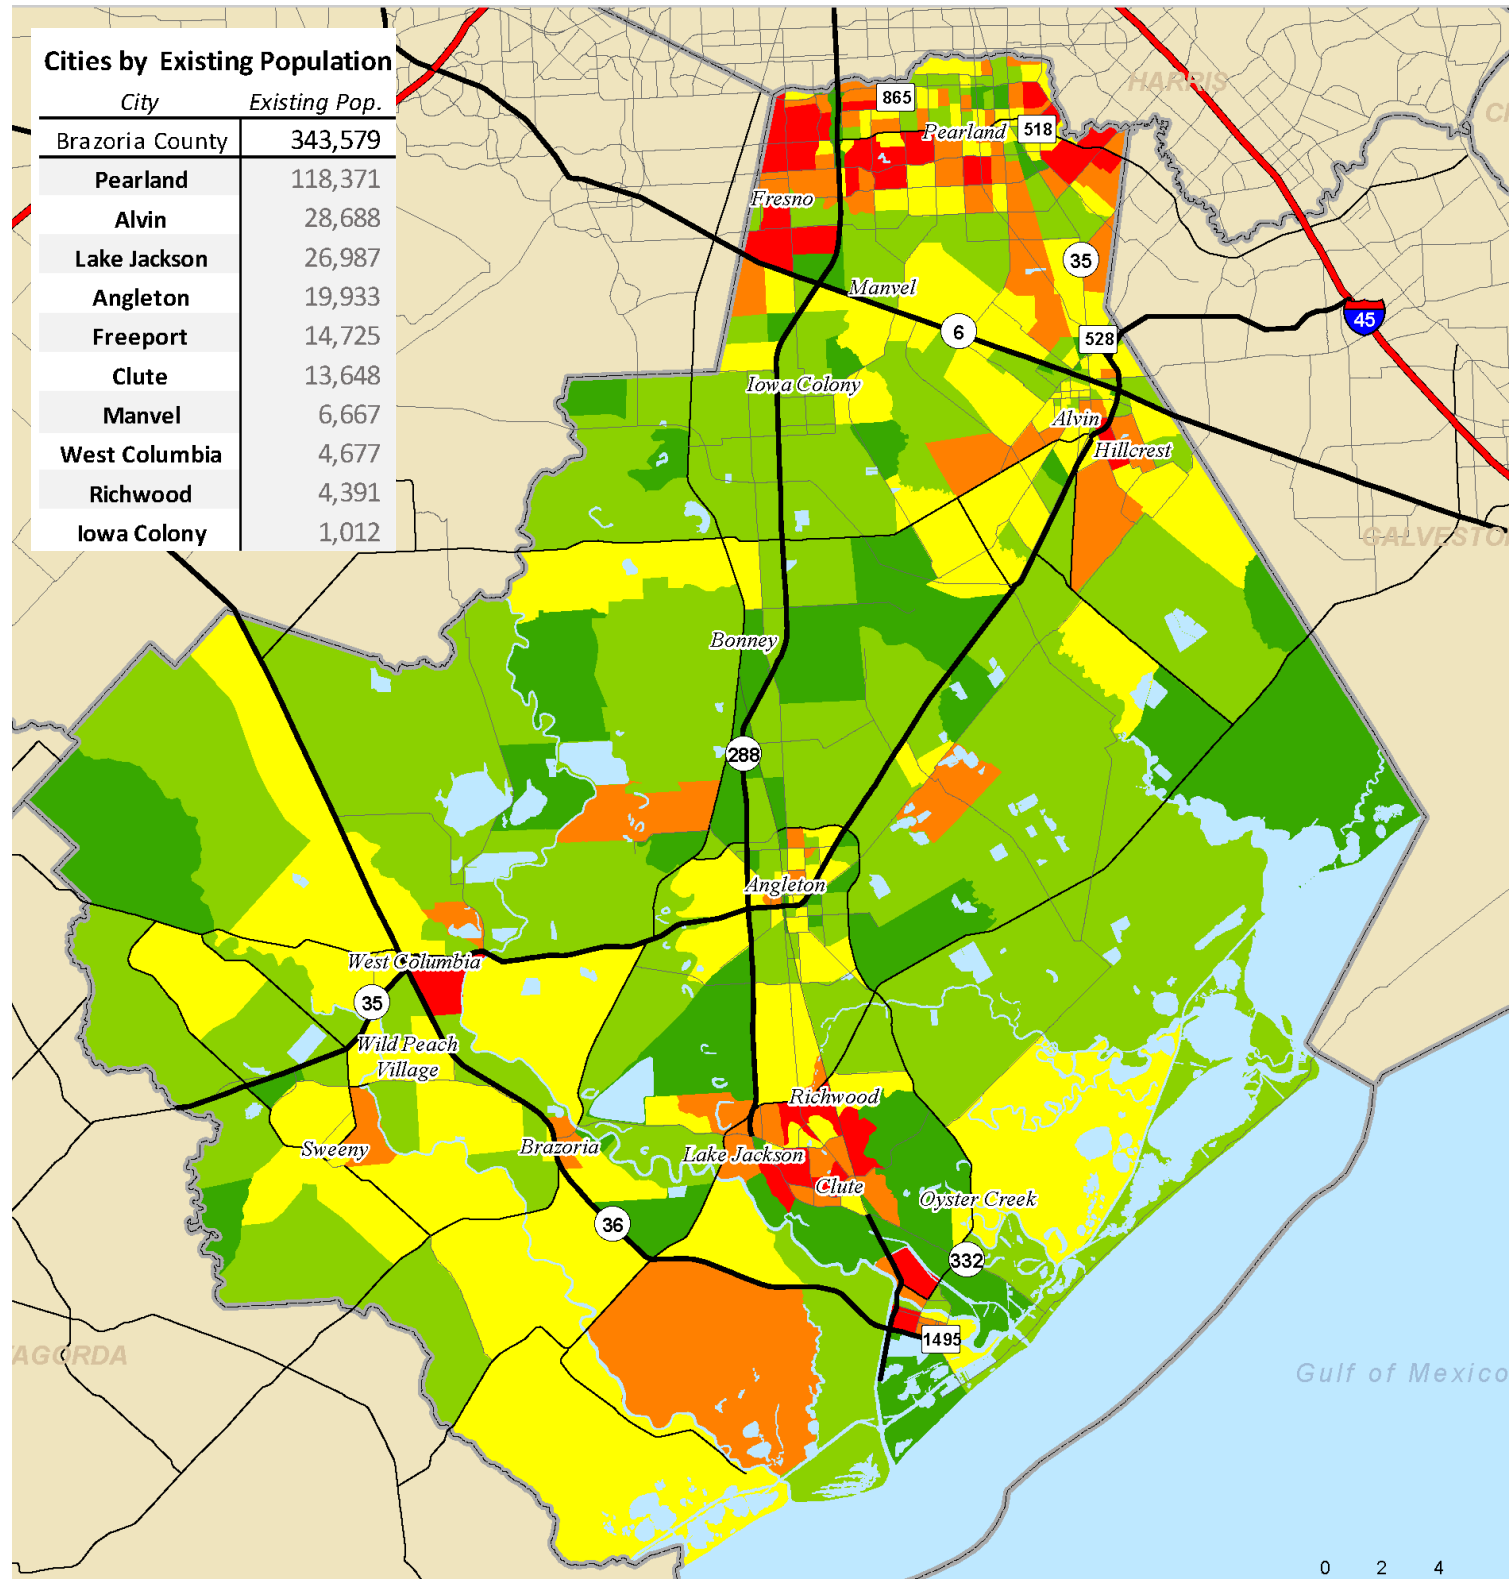 Cities by Existing Population
City Existing Pop.
Brazoria County 343,579
Pearland 118,371
Alvin 28,688
Lake Jackson 26,987
Angleton 19,933
Freeport 14,725
Clute 13,648
Manvel 6,667
West Columbia 4,677
Richwood 4,391
Iowa Colony 1,012
HARRIS
865
Pearland
518
Fresno
35
Manvel
6
528
45
Iowa Colony
Alvin
Hillcrest
GALVESTON
Bonney
288
Angleton
West Columbia
35
Wild Peach
Village
Richwood
Sweeny
Brazoria
Lake Jackson
Clute
Oyster Creek
36
332
1495
TAGORDA
Gulf of Mexico
0 2 4